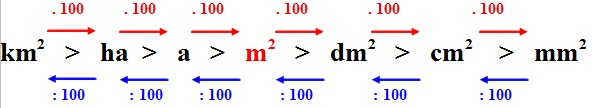 . 100 . 100 . 100 . 100 . 100 . 100
km² > ha > a > m² > dm² > cm² > mm²
: 100 : 100 : 100 : 100 : 100 : 100